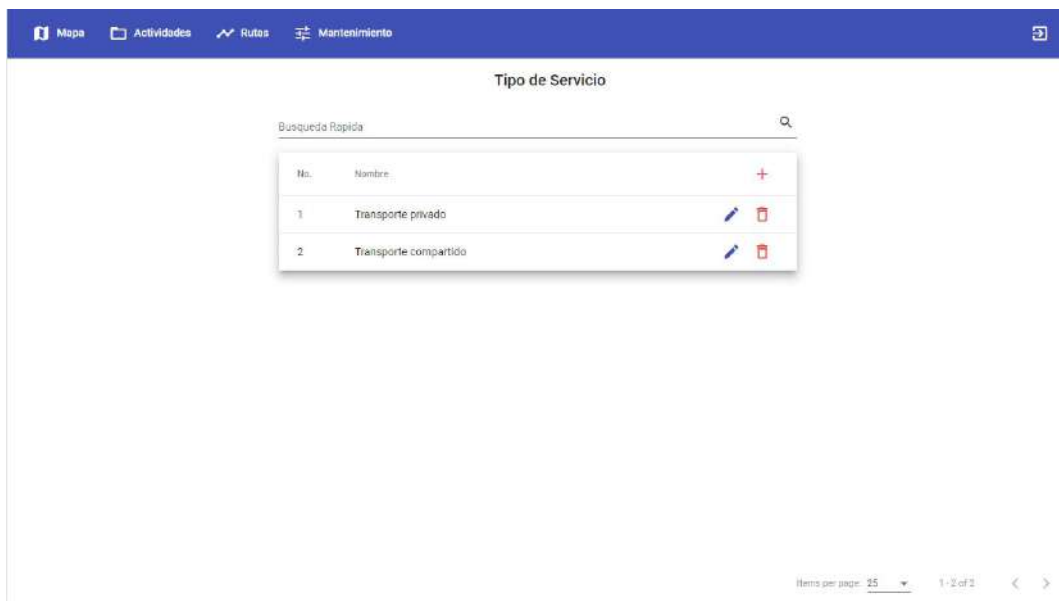 Mapa Actividades Rutas Mantenimiento
Tipo de Servicio
Busqueda Rapida
No. Nombre
1 Transporte privado
2 Transporte compartido
Items per page: 25 1 - 2 of 2